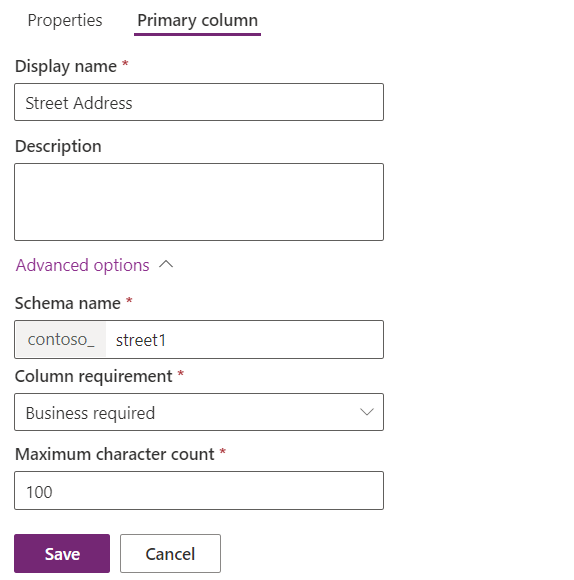 Properties Primary column
Display name *
Street Address
Description
Advanced options
Schema name *
contoso_ street1
Column requirement *
Business required
Maximum character count *
100
Save Cancel